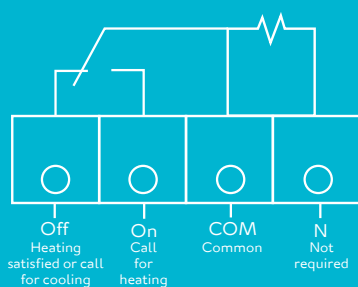 Off
Heating
satisfied or call
for cooling
On
Call
for
heating
COM
Common
N
Not
required